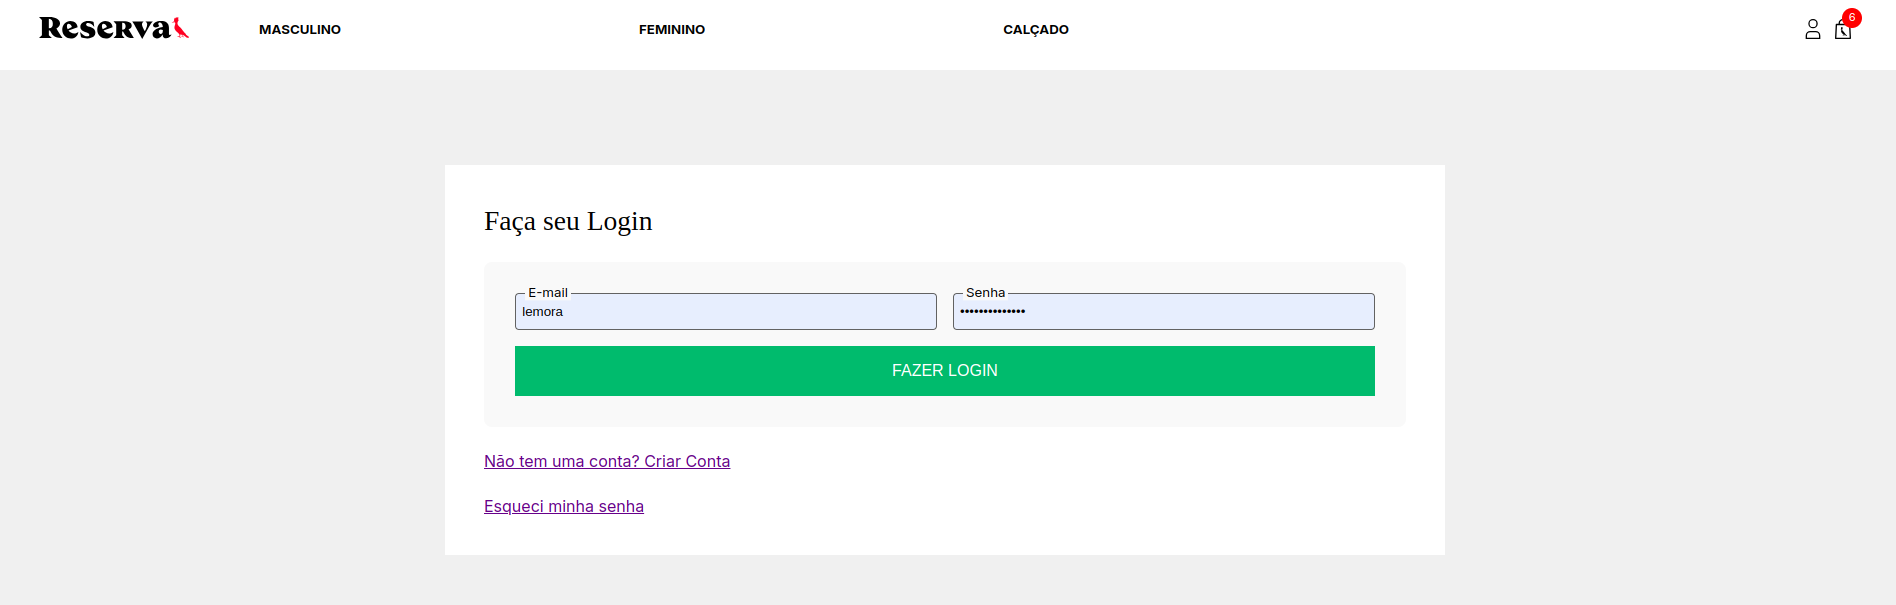 Reserva
MASCULINO
FEMININO
CALÇADO
6
Faça seu Login
E-mail
lemora
Senha
••••••••••••••
FAZER LOGIN
Não tem uma conta? Criar Conta
Esqueci minha senha